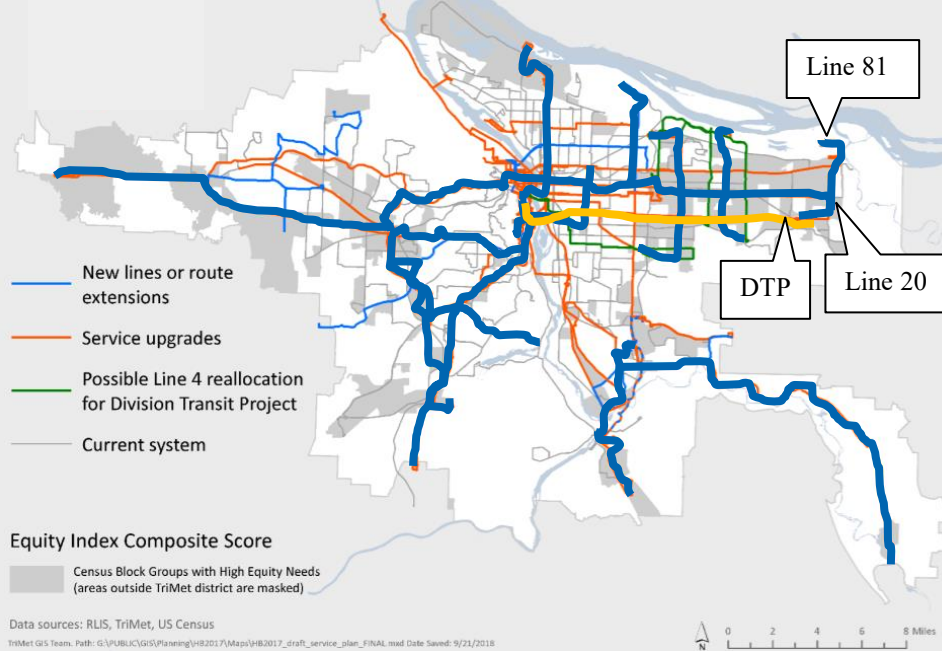 Line 81
DTP
Line 20
New lines or route
extensions
Service upgrades
Possible Line 4 reallocation
for Division Transit Project
Current system
Equity Index Composite Score
Census Block Groups with High Equity Needs
(areas outside TriMet district are masked)
Data sources: RLIS, TriMet, US Census
TriMet GIS Team. Path: G:\PUBLIC\GIS\Planning\HB2017\Maps\HB2017_draft_service_plan_FINAL.mxd Date Saved: 9/21/2018
N
0 2 4 6 8 Miles